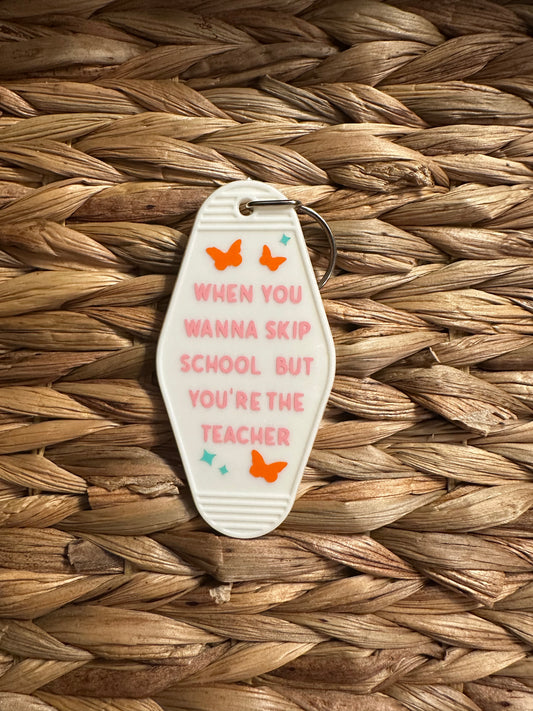 WHEN YOU
WANNA SKIP
SCHOOL BUT
YOU'RE THE
TEACHER